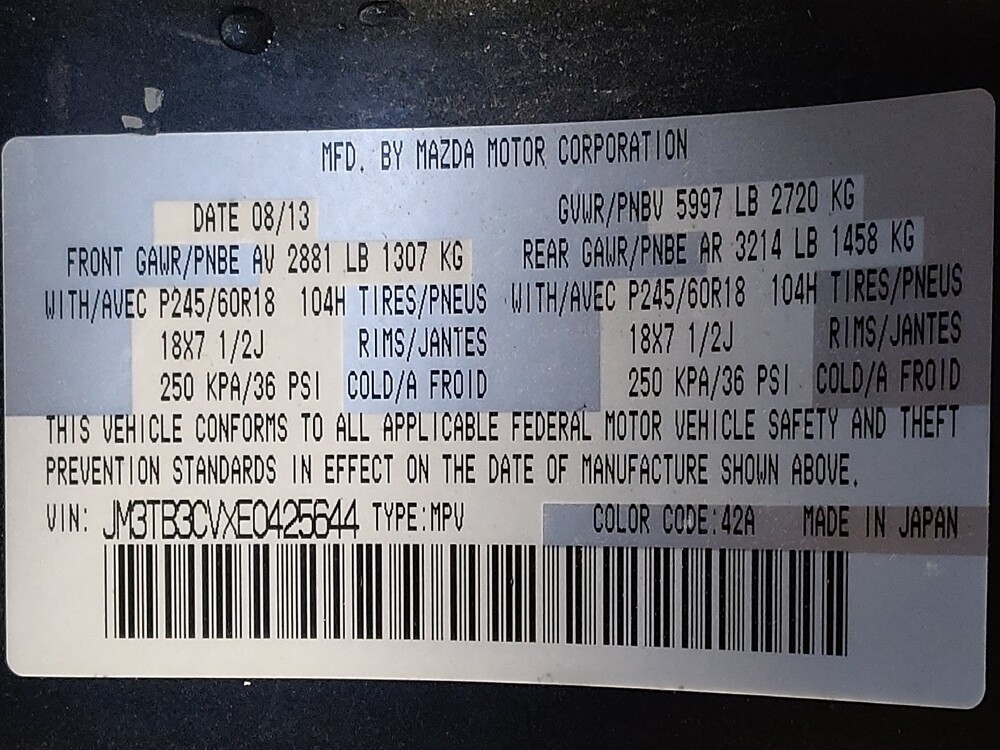 MFD. BY MAZDA MOTOR CORPORATION
DATE 08/13 GVWR/PNBV 5997 LB 2720 KG
FRONT GAWR/PNBE AV 2881 LB 1307 KG REAR GAWR/PNBE AR 3214 LB 1458 KG
WITH/AVEC P245/60R18 104H TIRES/PNEUS WITH/AVEC P245/60R18 104H TIRES/PNEUS
18X7 1/2J RIMS/JANTES 18X7 1/2J RIMS/JANTES
250 KPA/36 PSI COLD/A FROID 250 KPA/36 PSI COLD/A FROID
THIS VEHICLE CONFORMS TO ALL APPLICABLE FEDERAL MOTOR VEHICLE SAFETY AND THEFT
PREVENTION STANDARDS IN EFFECT ON THE DATE OF MANUFACTURE SHOWN ABOVE.
VIN: JM3TB3CVXE0425644 TYPE:MPV COLOR CODE:42A MADE IN JAPAN